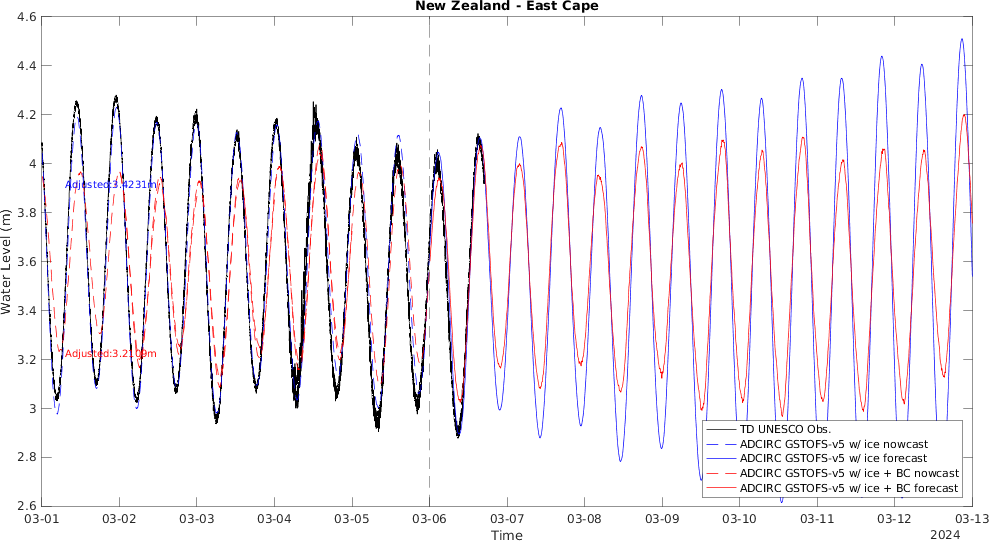 New Zealand - East Cape
4.6
4.4
4.2
4
3.8
3.6
3.4
3.2
3
2.8
2.6
Water Level (m)
Adjusted:3.4231m
Adjusted:3.2109m
TD UNESCO Obs.
ADCIRC GSTOFS-v5 w/ ice nowcast
ADCIRC GSTOFS-v5 w/ ice forecast
ADCIRC GSTOFS-v5 w/ ice + BC nowcast
ADCIRC GSTOFS-v5 w/ ice + BC forecast
03-01 03-02 03-03 03-04 03-05 03-06 03-07 03-08 03-09 03-10 03-11 03-12 03-13
Time
2024